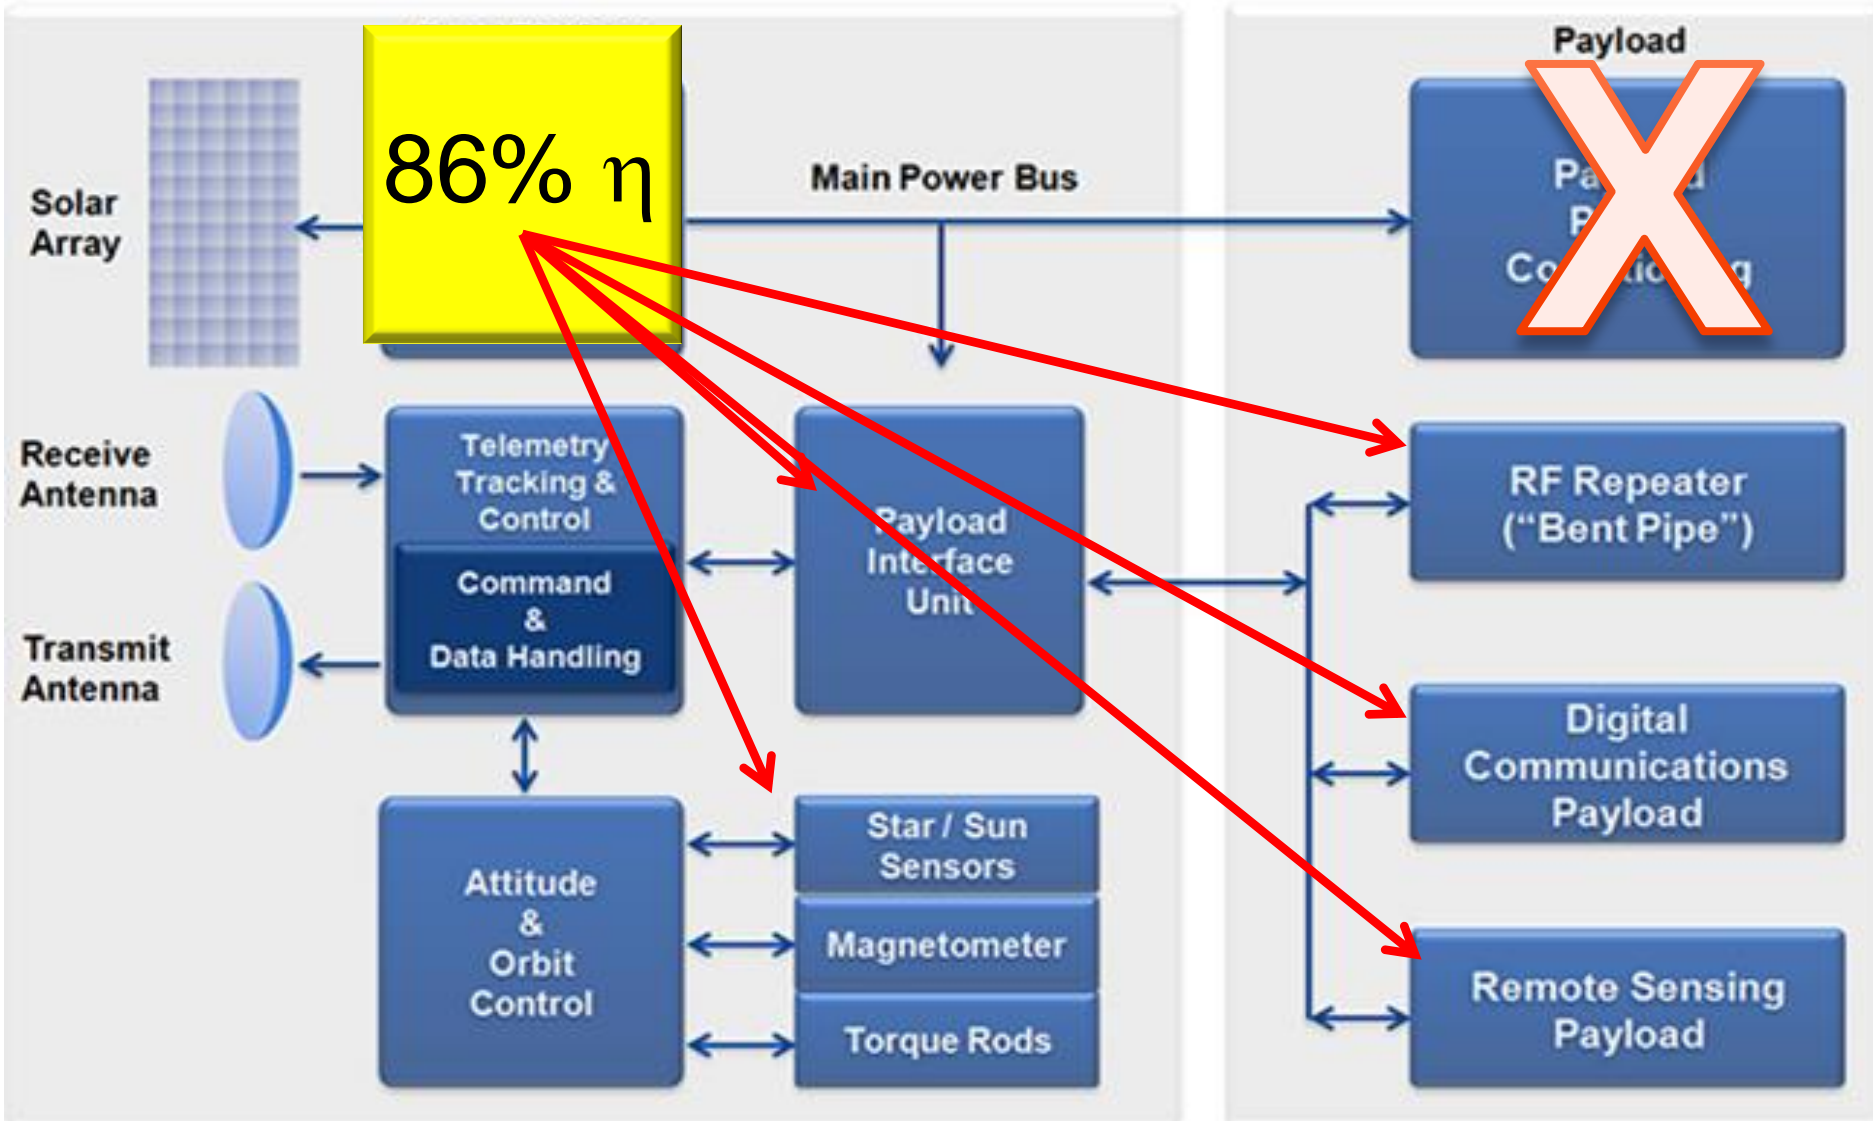 Payload
86% η
Main Power Bus
Solar
Array
Receive
Antenna
Telemetry
Tracking &
Control
Command
&
Data Handling
Payload
Interface
Unit
RF Repeater
(“Bent Pipe”)
Transmit
Antenna
Digital
Communications
Payload
Attitude
&
Orbit
Control
Star / Sun
Sensors
Magnetometer
Torque Rods
Remote Sensing
Payload